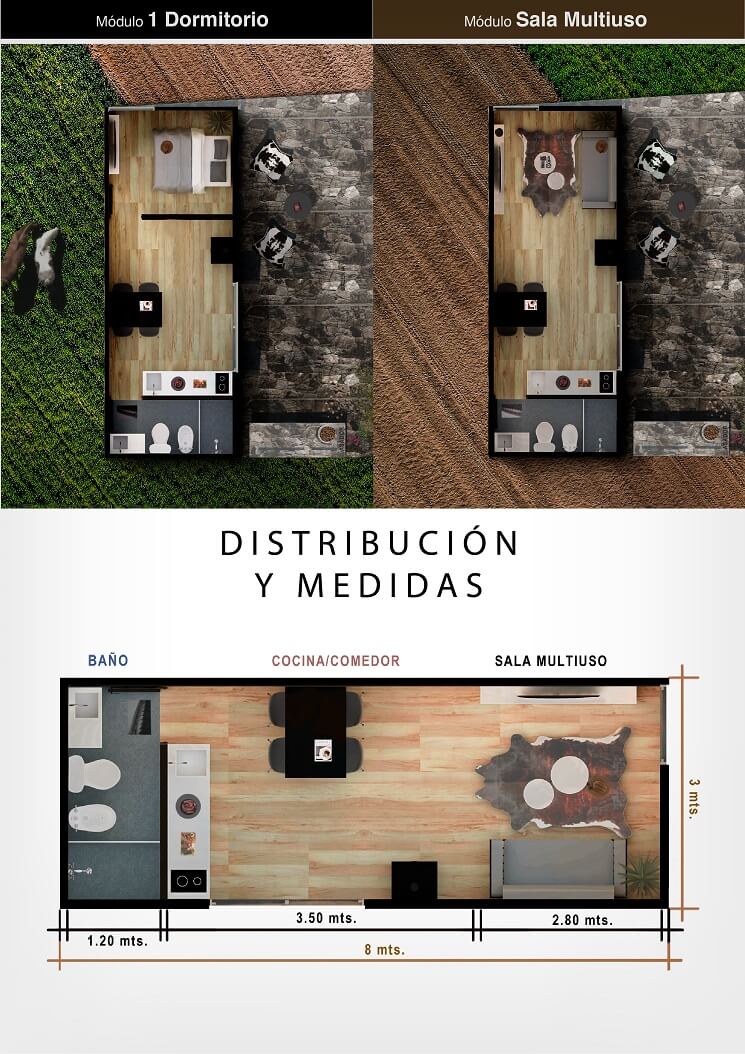 Módulo 1 Dormitorio
Módulo Sala Multiuso
DISTRIBUCIÓN
Y MEDIDAS
BAÑO
COCINA/COMEDOR
SALA MULTIUSO
3 mts.
3.50 mts.
2.80 mts.
1.20 mts.
8 mts.